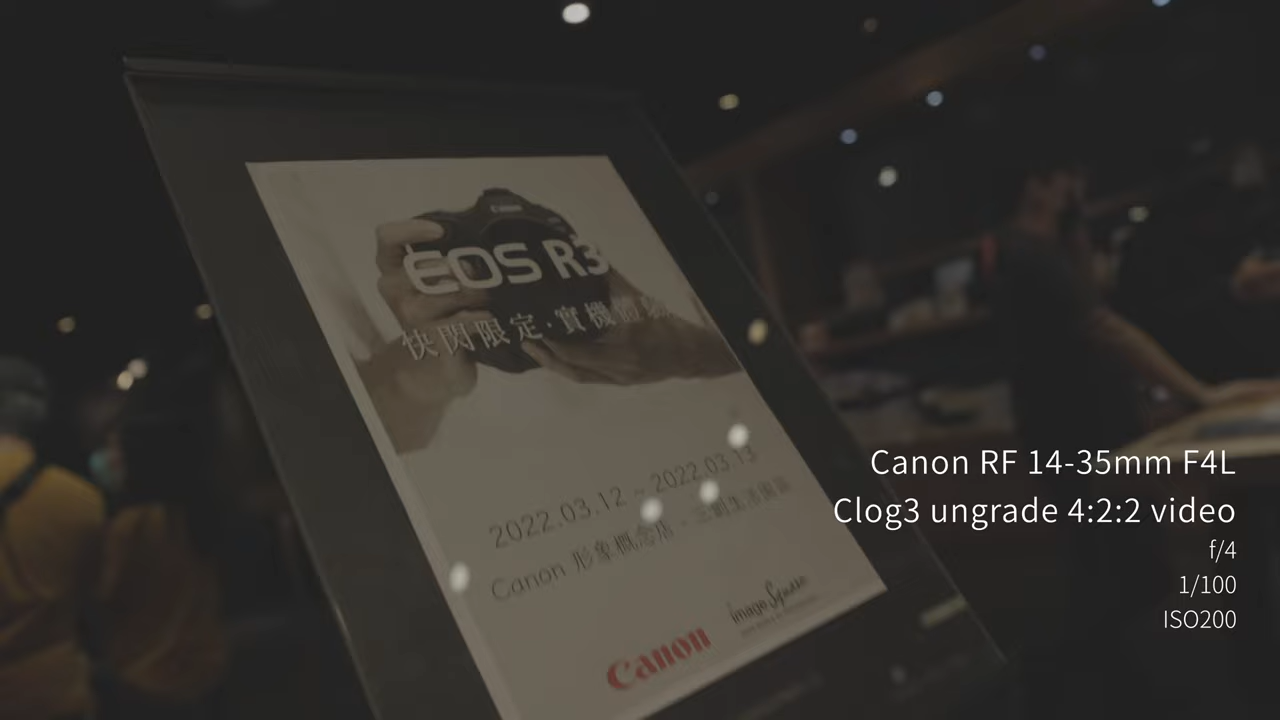 Canon
EOS R3
快閃限定·實機體驗
2022.03.12 ~ 2022.03.13
Canon 形象概念店
Image Square
Canon
Canon RF 14-35mm F4L
Clog3 ungrade 4:2:2 video
f/4
1/100
ISO200